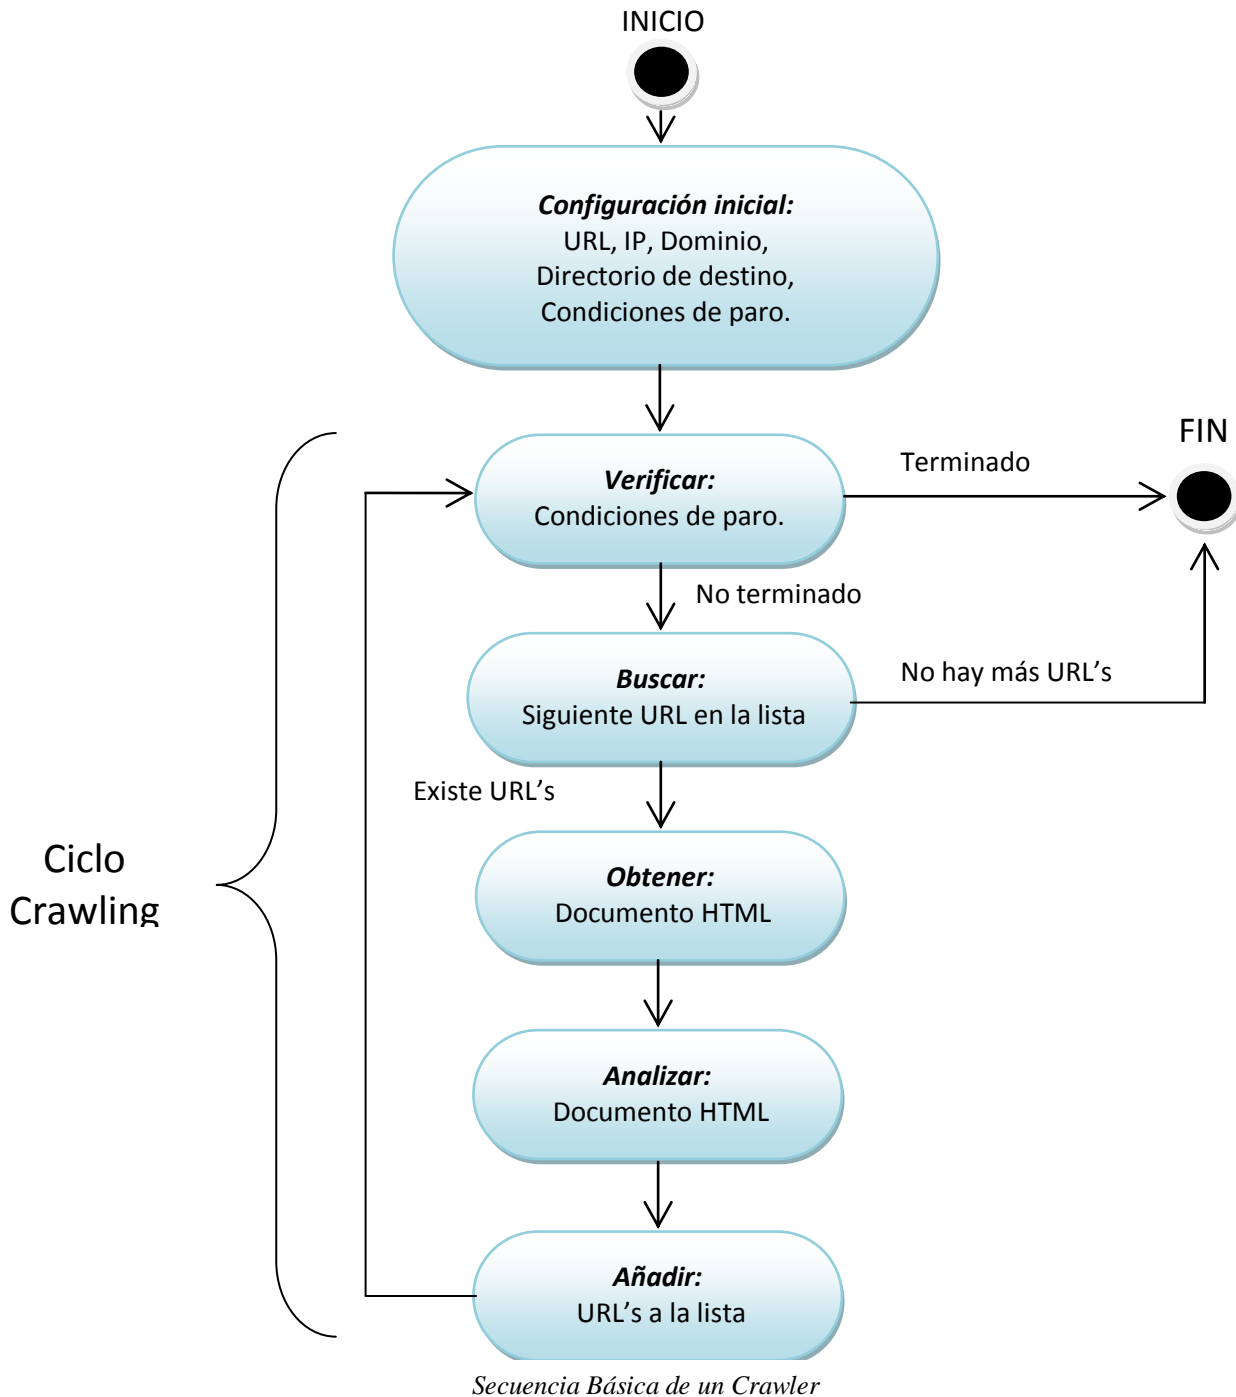 INICIO
Configuración inicial:
URL, IP, Dominio,
Directorio de destino,
Condiciones de paro.
FIN
Verificar:
Condiciones de paro.
Terminado
No terminado
Buscar:
Siguiente URL en la lista
No hay más URL’s
Existe URL’s
Obtener:
Documento HTML
Ciclo
Crawling
Analizar:
Documento HTML
Añadir:
URL’s a la lista
Secuencia Básica de un Crawler